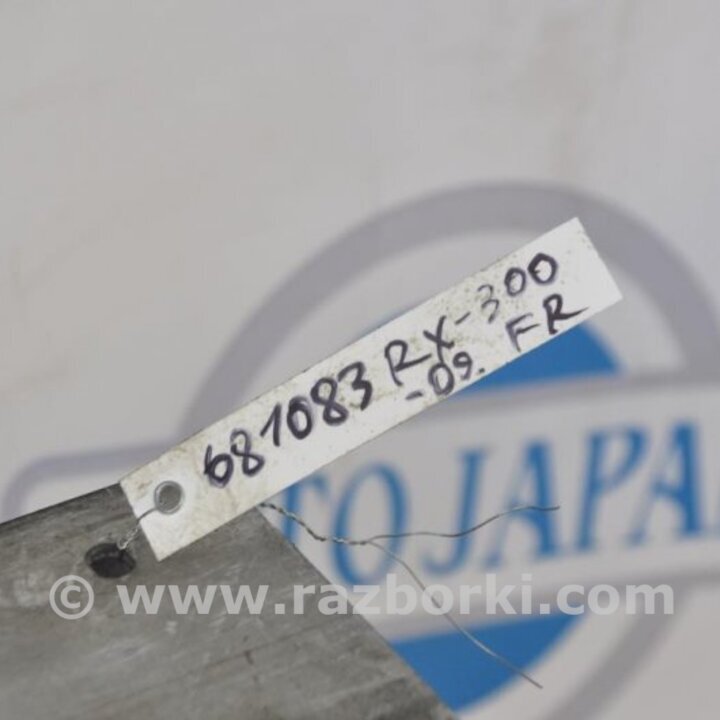 681083 RX-300
-09. FR
TO JAPA
© www.razborki.com